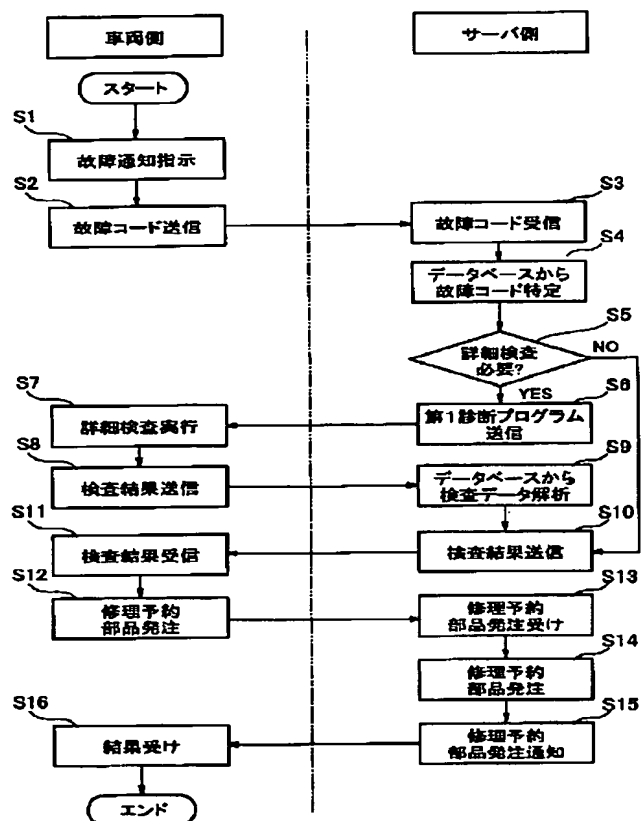 車両側
サーバ側
スタート
S1
故障通知指示
S2
故障コード送信
S3
故障コード受信
S4
データベースから
故障コード特定
S5
詳細検査
必要?
NO
YES
S6
第1診断プログラム
送信
S7
詳細検査実行
S8
検査結果送信
S9
データベースから
検査データ解析
S10
検査結果送信
S11
検査結果受信
S12
修理予約
部品発注
S13
修理予約
部品発注受け
S14
修理予約
部品発注
S15
修理予約
部品発注通知
S16
結果受け
エンド